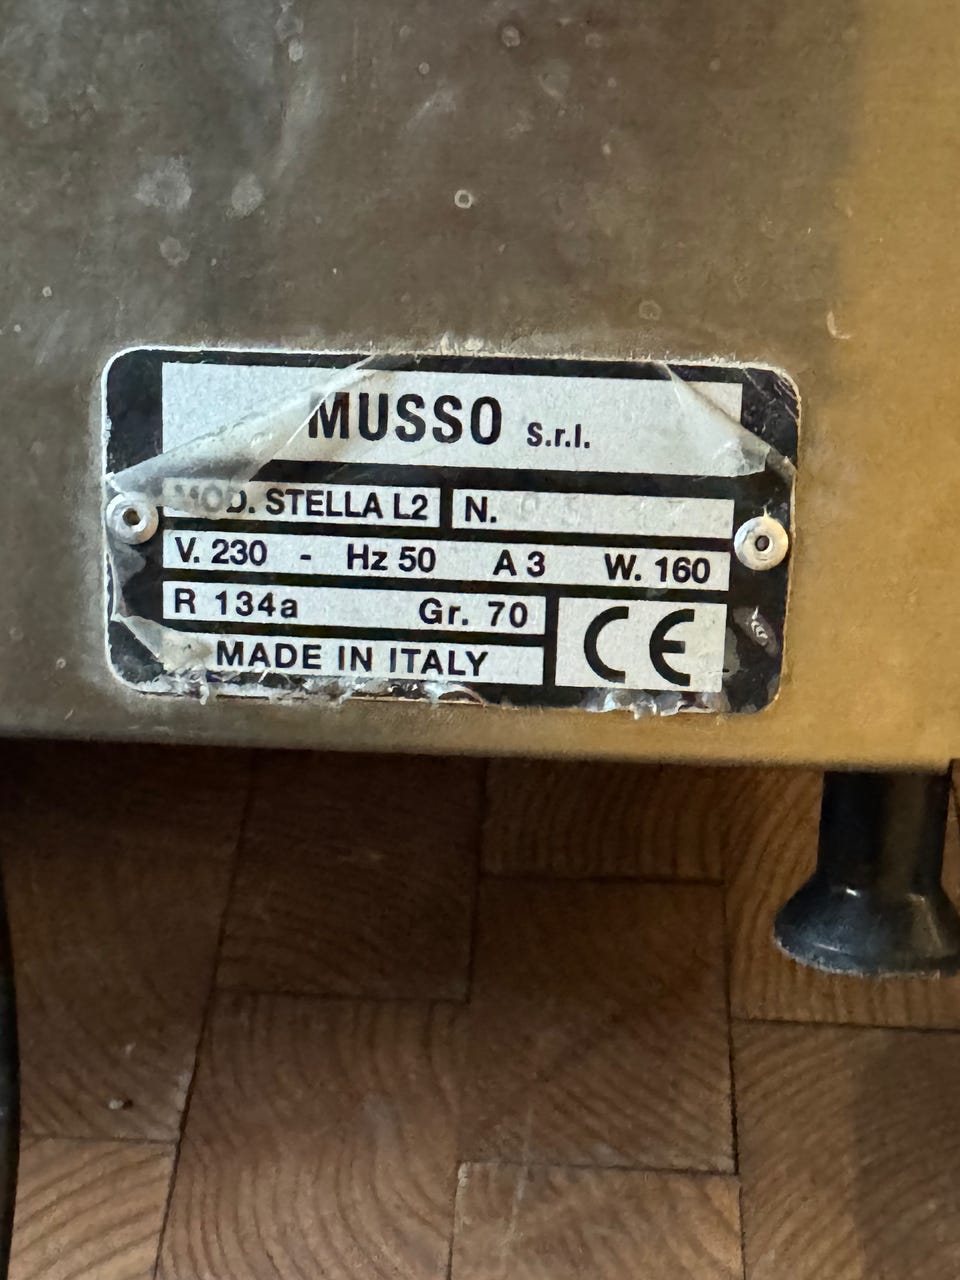 MUSSO s.r.l.
MOD. STELLA L2
N.
V. 230 - Hz 50 A 3 W. 160
R 134a Gr. 70
MADE IN ITALY
CE